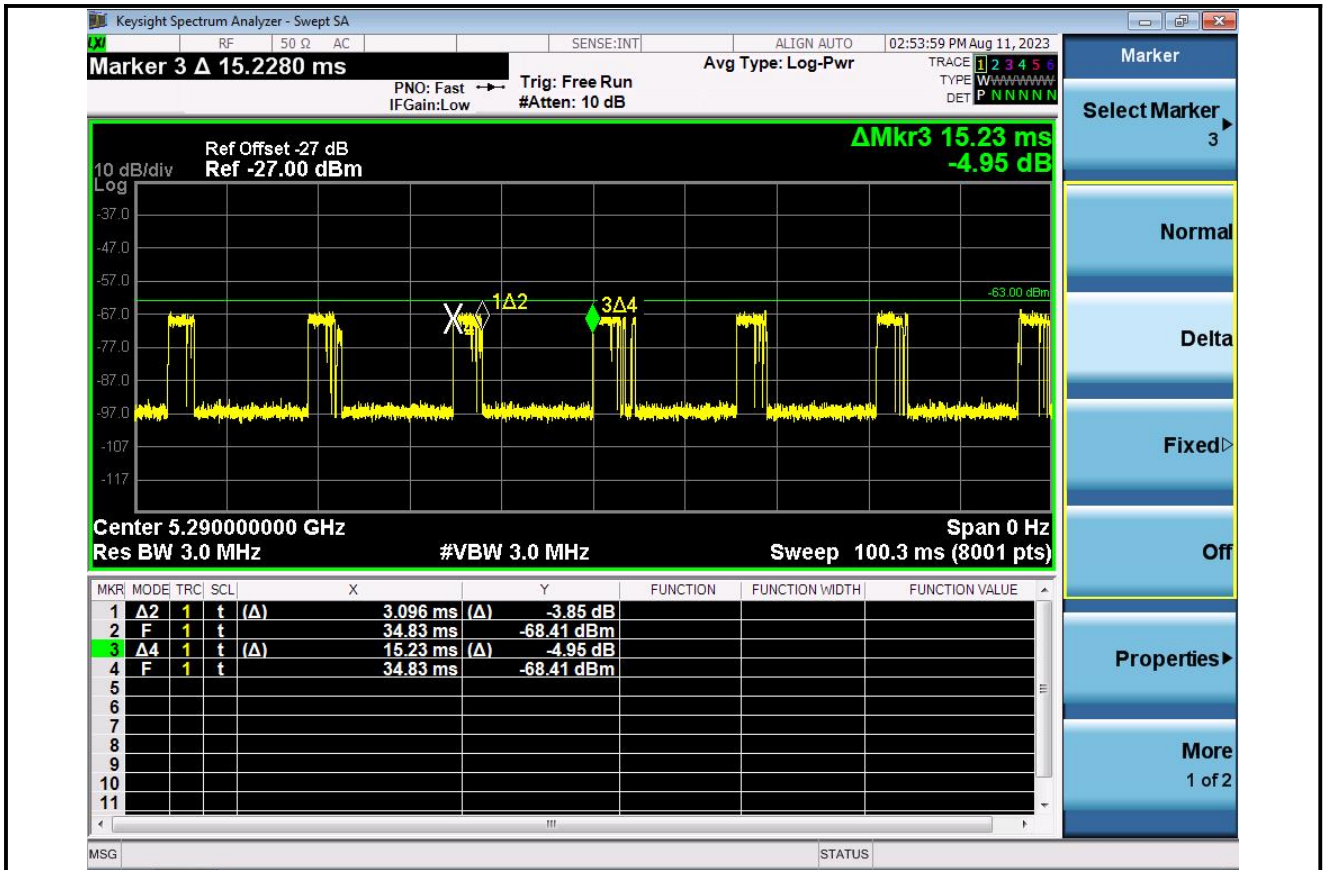 Keysight Spectrum Analyzer - Swept SA
LXI RF 50 Ω AC SENSE:INT ALIGN AUTO 02:53:59 PM Aug 11, 2023
Marker 3 Δ 15.2280 ms
PNO: Fast
IFGain:Low
Trig: Free Run
#Atten: 10 dB
Avg Type: Log-Pwr
TRACE 1 2 3 4 5 6
TYPE WWWWWW
DET P N N N N N
ΔMkr3 15.23 ms
-4.95 dB
Ref Offset -27 dB
10 dB/div Ref -27.00 dBm
Log
-37.0
-47.0
-57.0
-63.00 dBm
1Δ2
3Δ4
-67.0
-77.0
-87.0
-97.0
-107
-117
Center 5.290000000 GHz Span 0 Hz
Res BW 3.0 MHz #VBW 3.0 MHz Sweep 100.3 ms (8001 pts)
MKR MODE TRC SCL X Y FUNCTION FUNCTION WIDTH FUNCTION VALUE
1 Δ2 1 t (Δ) 3.096 ms (Δ) -3.85 dB
2 F 1 t 34.83 ms -68.41 dBm
3 Δ4 1 t (Δ) 15.23 ms (Δ) -4.95 dB
4 F 1 t 34.83 ms -68.41 dBm
5
6
7
8
9
10
11
MSG STATUS
Marker
Select Marker
3
Normal
Delta
Fixed
Off
Properties
More
1 of 2